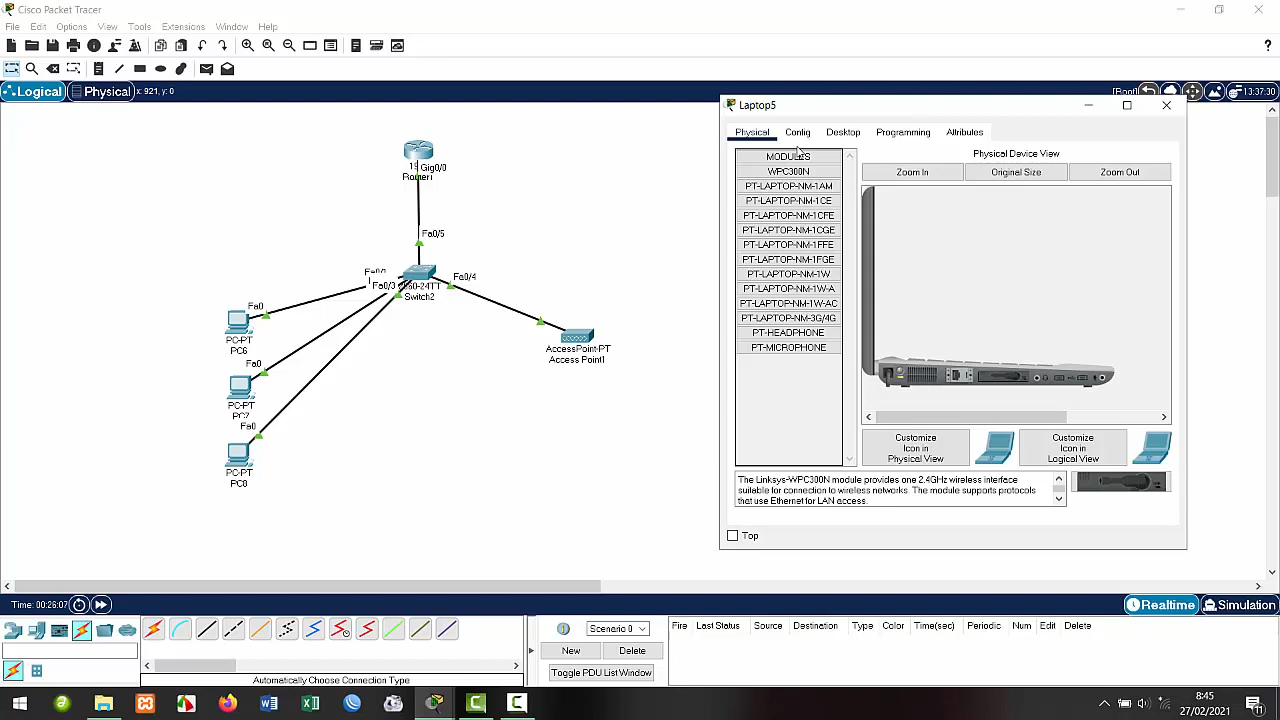 Cisco Packet Tracer
File Edit Options View Tools Extensions Window Help
Logical Physical x: 921, y: 0
13:37:30
Gig0/0
Fa0/5
Fa0/4
Fa0/3
2960-24TT
Switch2
Fa0
PC-PT
PC6
Fa0
PC-PT
PC7
Fa0
PC-PT
PC8
AccessPoint-PT
Access Point1
Laptop5
Physical Config Desktop Programming Attributes
MODULES
WPC300N
PT-LAPTOP-NM-1AM
PT-LAPTOP-NM-1CE
PT-LAPTOP-NM-1CFE
PT-LAPTOP-NM-1CGE
PT-LAPTOP-NM-1FFE
PT-LAPTOP-NM-1FGE
PT-LAPTOP-NM-1W
PT-LAPTOP-NM-1W-A
PT-LAPTOP-NM-1W-AC
PT-LAPTOP-NM-3G/4G
PT-HEADPHONE
PT-MICROPHONE
Physical Device View
Zoom In Original Size Zoom Out
Customize
Icon in
Physical View
Customize
Icon in
Logical View
The Linksys-WPC300N module provides one 2.4GHz wireless interface
suitable for connection to wireless networks. The module supports protocols
that use Ethernet for LAN access.
Top
Time: 00:26:07
Realtime Simulation
Scenario 0
New Delete
Toggle PDU List Window
Fire Last Status Source Destination Type Color Time(sec) Periodic Num Edit Delete
Automatically Choose Connection Type
8:45
27/02/2021